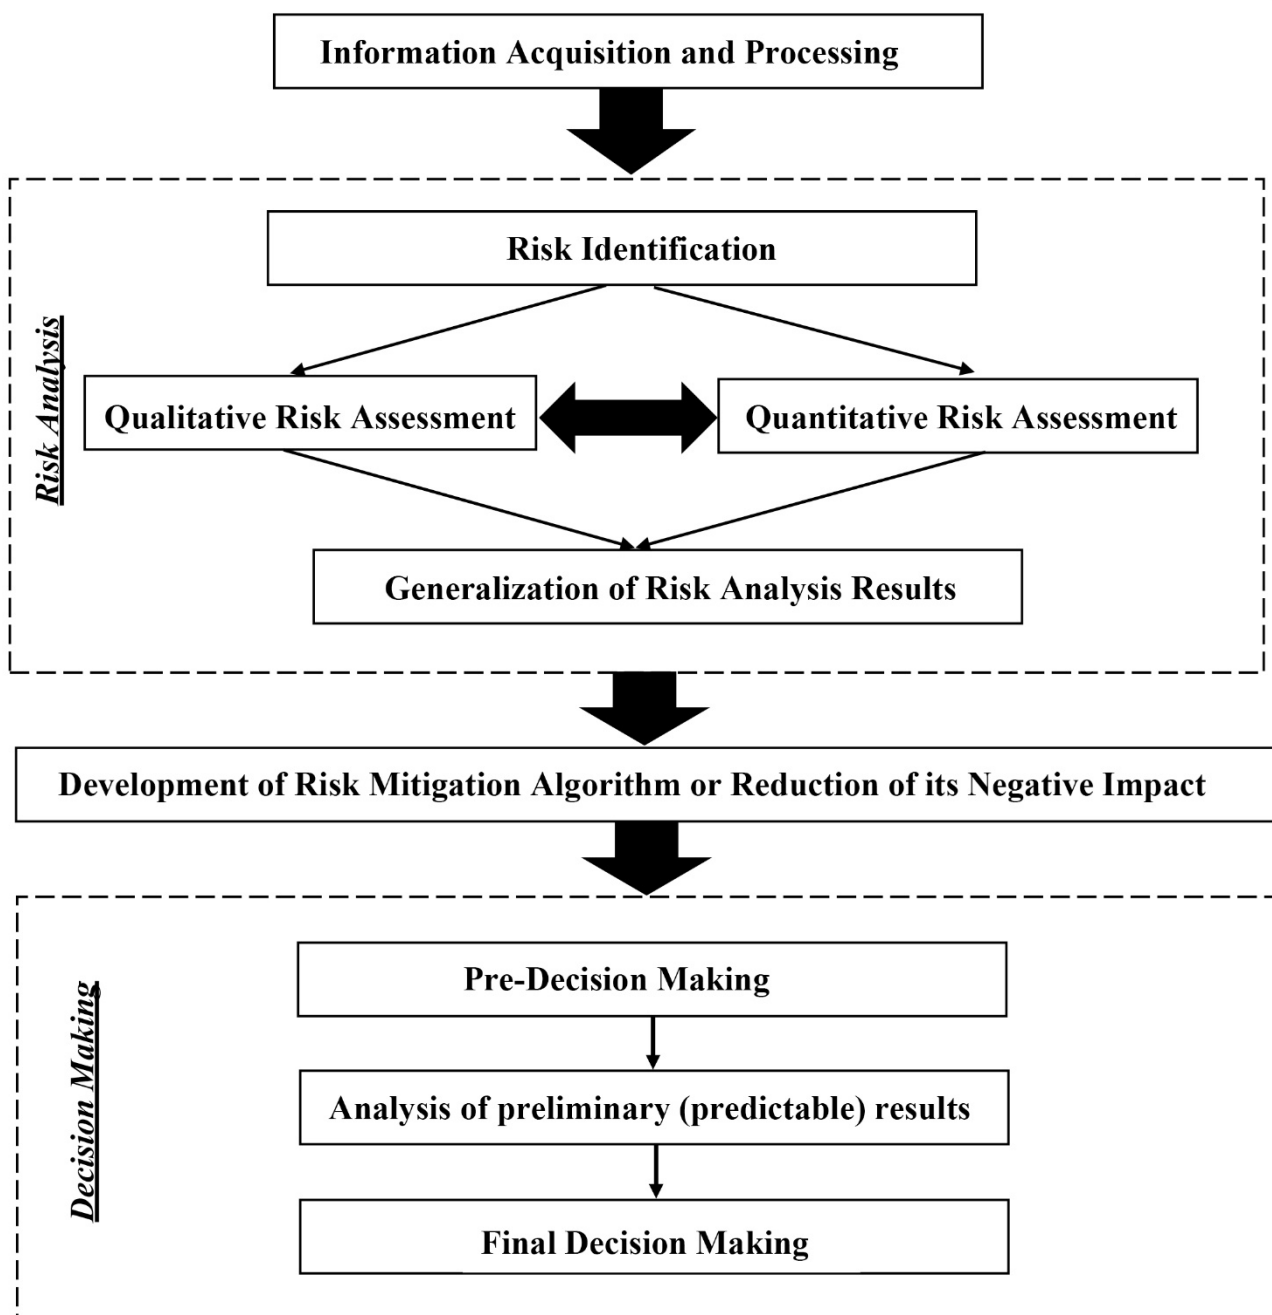 Information Acquisition and Processing
Risk Identification
Risk Analysis
Qualitative Risk Assessment
Quantitative Risk Assessment
Generalization of Risk Analysis Results
Development of Risk Mitigation Algorithm or Reduction of its Negative Impact
Decision Making
Pre-Decision Making
Analysis of preliminary (predictable) results
Final Decision Making